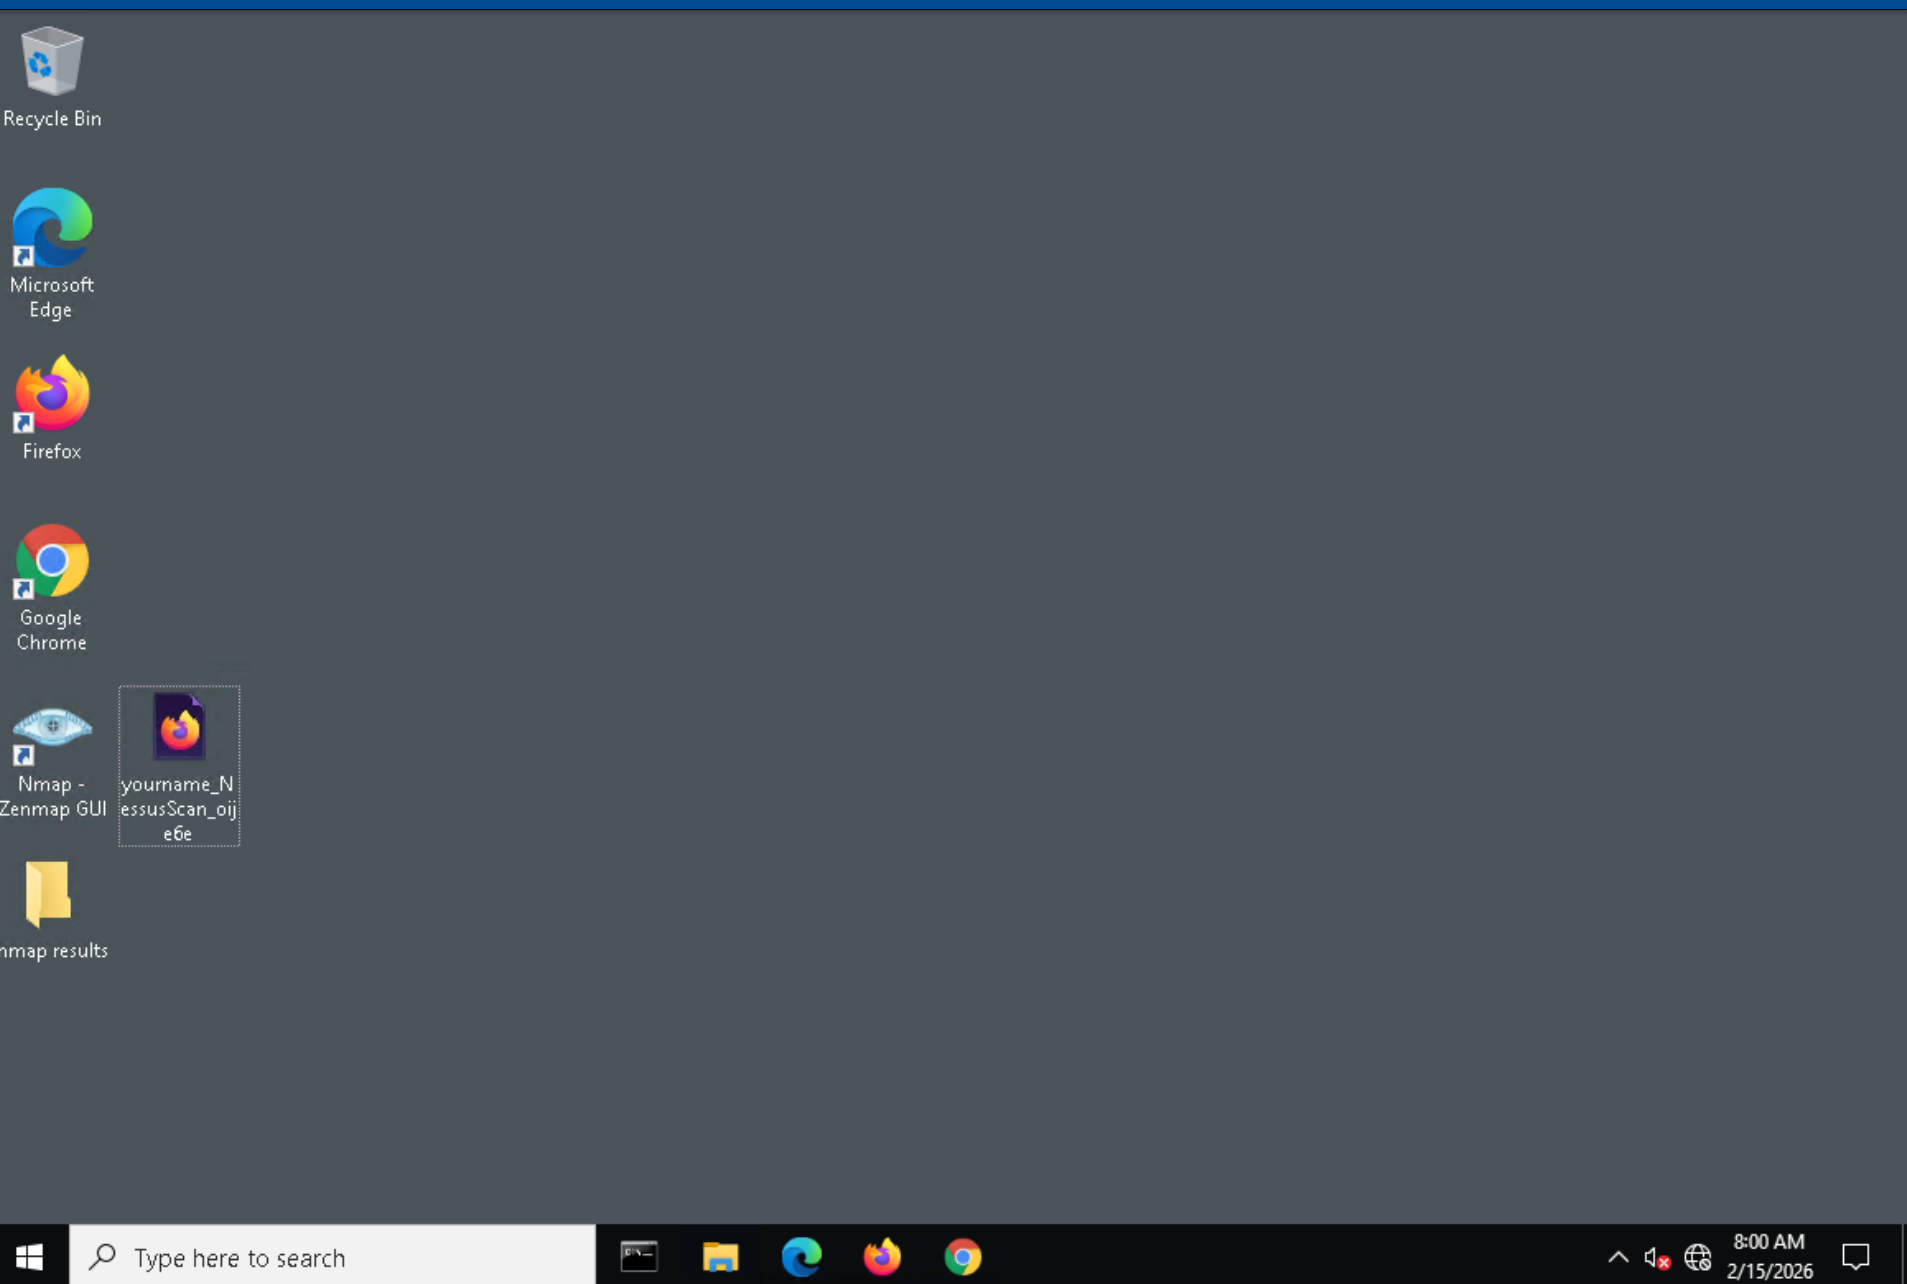 Recycle Bin
Microsoft
Edge
Firefox
Google
Chrome
Nmap -
Zenmap GUI
yourname_N
essusScan_oij
e6e
nmap results
Type here to search
8:00 AM
2/15/2026